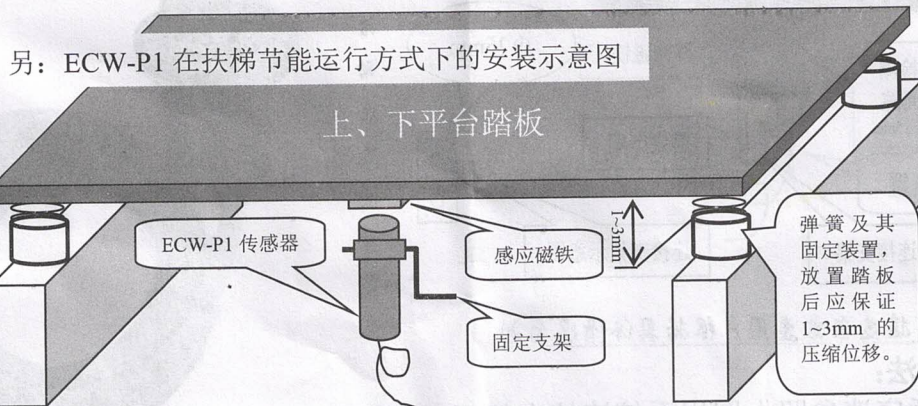 另：ECW-P1 在扶梯节能运行方式下的安装示意图
上、下平台踏板
ECW-P1 传感器
感应磁铁
固定支架
1~3mm
弹簧及其
固定装置，
放置踏板
后应保证
1~3mm 的
压缩位移。
法：